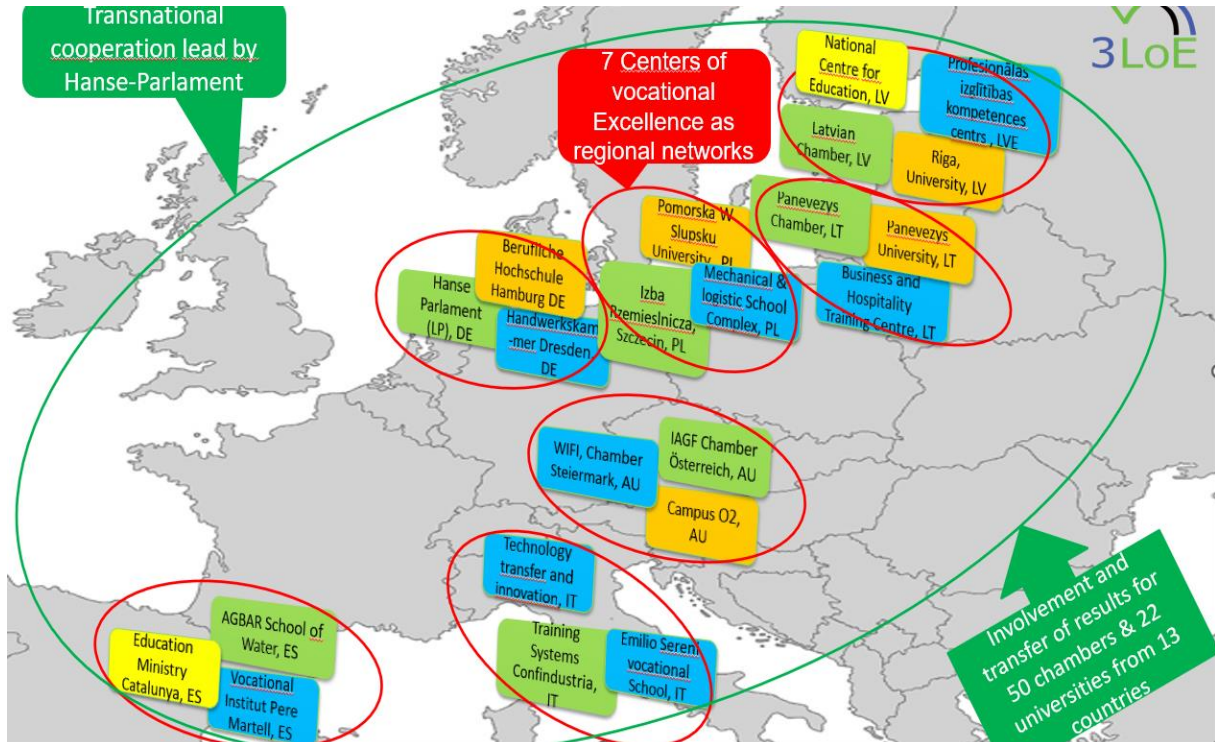 Transnational
cooperation lead by
Hanse-Parlament
7 Centers of
vocational
Excellence as
regional networks
3LoE
National
Centre for
Education, LV
Profesionālas
izglītības
kompetences
centrs , LVE
Latvian
Chamber, LV
Riga,
University, LV
Panevezys
Chamber, LT
Panevezys
University, LT
Business and
Hospitality
Training Centre, LT
Pomorska W
Slupsku
University, PL
Mechanical &
logistic School
Complex, PL
Izba
Rzemieslnicza,
Szczecin, PL
Berufliche
Hochschule
Hamburg DE
Hanse
Parlament
(LP), DE
Handwerkskam
-mer Dresden
DE
WIFI, Chamber
Steiermark, AU
IAGF Chamber
Österreich, AU
Campus O2,
AU
Technology
transfer and
innovation, IT
Training
Systems
Confindustria,
IT
Emilio Sereni
vocational
School, IT
AGBAR School of
Water, ES
Education
Ministry
Catalunya, ES
Vocational
Institut Pere
Martell, ES
Involvement and
transfer of results for
50 chambers & 22
universities from 13
countries